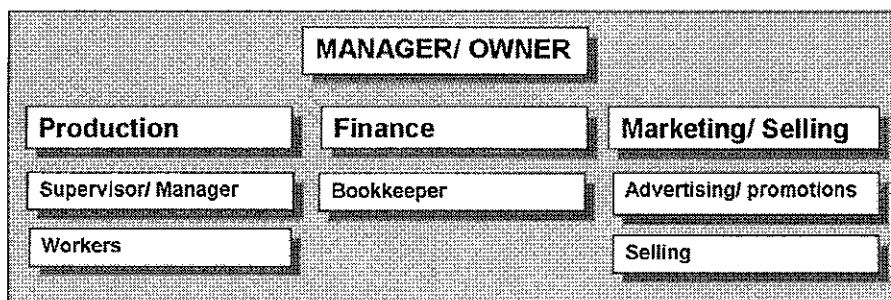 MANAGER/ OWNER
Production
Finance
Marketing/ Selling
Supervisor/ Manager
Bookkeeper
Advertising/ promotions
Workers
Selling